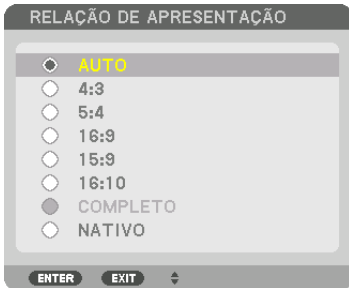 RELAÇÃO DE APRESENTAÇÃO
AUTO
4:3
5:4
16:9
15:9
16:10
COMPLETO
NATIVO
ENTER EXIT